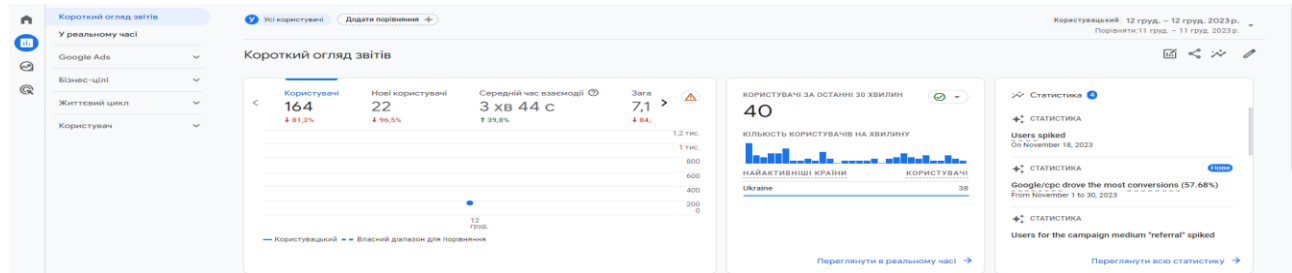 Короткий огляд звітів
У реальному часі
Google Ads
Бізнес-цілі
Життєвий цикл
Користувач
У Усі користувачі
Додати порівняння +
Користувацький 12 груд. – 12 груд. 2023 р.
Порівняти: 11 груд. – 11 груд. 2023 р.
Короткий огляд звітів
Користувачі
164
↓ 81,2%
Нові користувачі
22
↓ 96,5%
Середній час взаємодії
3 хв 44 с
↑ 39,8%
Зага
7,1
↓ 84,
1,2 тис.
1 тис.
800
600
400
200
0
12
груд.
Користувацький
Власний діапазон для порівняння
КОРИСТУВАЧІ ЗА ОСТАННІ 30 ХВИЛИН
40
КІЛЬКІСТЬ КОРИСТУВАЧІВ НА ХВИЛИНУ
НАЙАКТИВНІШІ КРАЇНИ КОРИСТУВАЧІ
Ukraine 38
Переглянути в реальному часі →
Статистика 4
СТАТИСТИКА
Users spiked
On November 18, 2023
СТАТИСТИКА Нове
Google/cpc drove the most conversions (57.68%)
From November 1 to 30, 2023
СТАТИСТИКА
Users for the campaign medium "referral" spiked
Переглянути всю статистику →